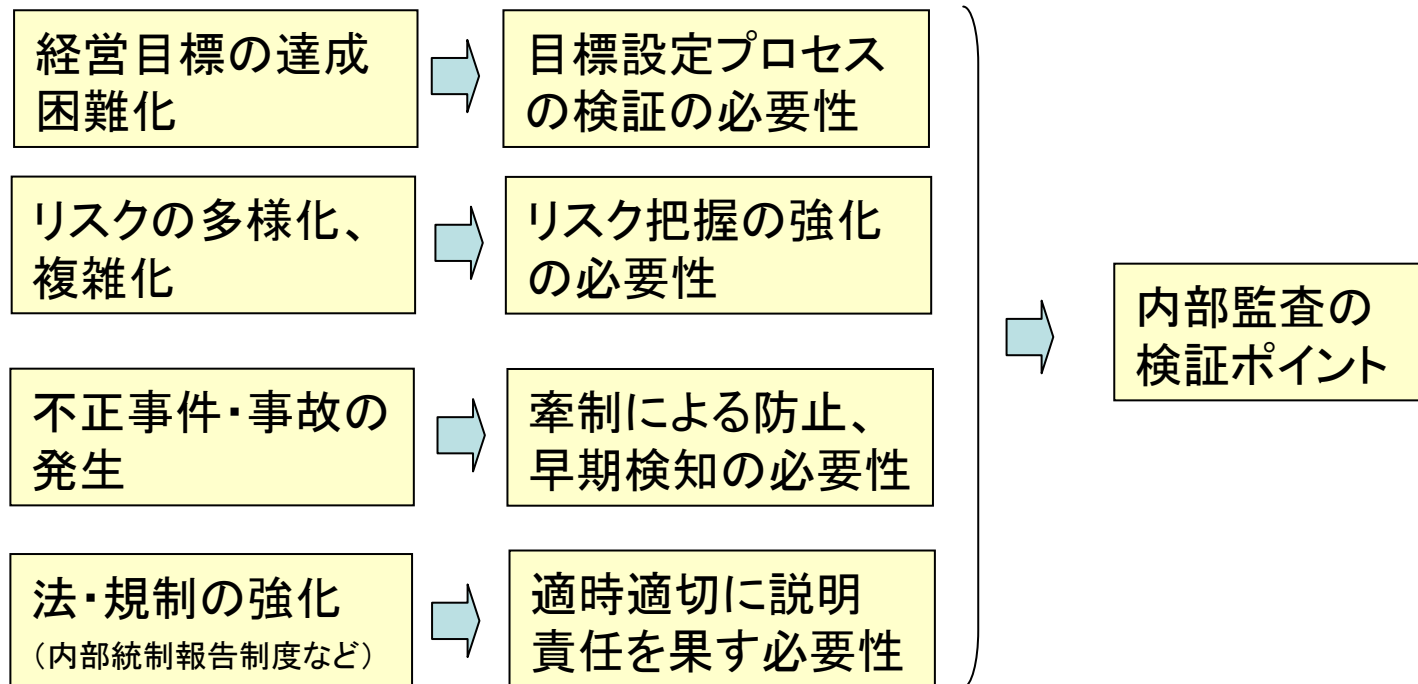 経営目標の達成
困難化
目標設定プロセス
の検証の必要性
リスクの多様化、
複雑化
リスク把握の強化
の必要性
不正事件・事故の
発生
牽制による防止、
早期検知の必要性
法・規制の強化
（内部統制報告制度など）
適時適切に説明
責任を果す必要性
内部監査の
検証ポイント